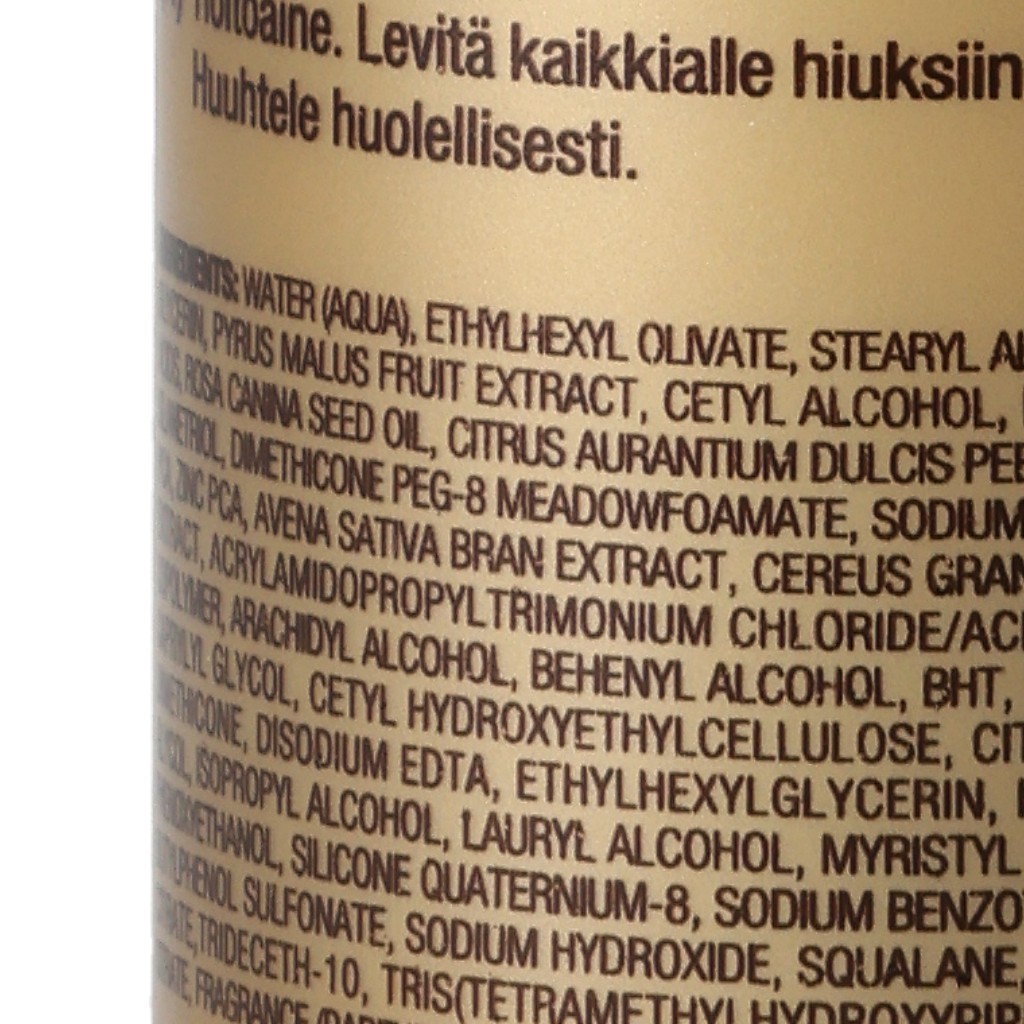 hoitoaine. Levitä kaikkialle hiuksiin
Huuhtele huolellisesti.
WATER (AQUA), ETHYLHEXYL OLIVATE, STEARYL
PYRUS MALUS FRUIT EXTRACT, CETYL ALCOHOL,
ROSA CANINA SEED OIL, CITRUS AURANTIUM DULCIS
DIMETHICONE PEG-8 MEADOWFOAMATE, SODIUM
ZINC PCA, AVENA SATIVA BRAN EXTRACT, CEREUS
ACRYLAMIDOPROPYLTRIMONIUM CHLORIDE/
ARACHIDYL ALCOHOL, BEHENYL ALCOHOL, BHT,
GLYCOL, CETYL HYDROXYETHYLCELLULOSE,
DISODIUM EDTA, ETHYLHEXYLGLYCERIN,
ISOPROPYL ALCOHOL, LAURYL ALCOHOL, MYRISTYL
SILICONE QUATERNIUM-8, SODIUM
SULFONATE, SODIUM HYDROXIDE, SQUALANE,
TRIDECETH-10,
FRAGRANCE